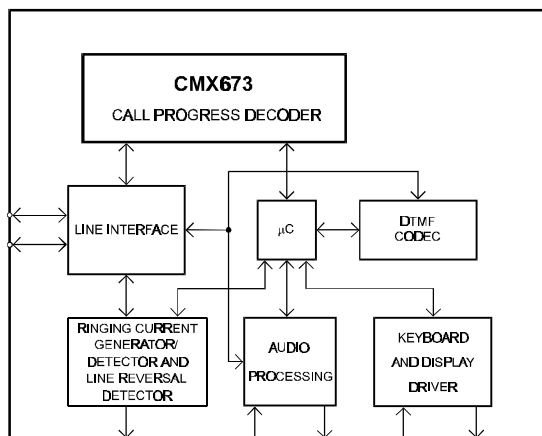 CMX673
CALL PROGRESS DECODER
LINE INTERFACE
μC
DTMF
CODEC
RINGING CURRENT
GENERATOR/
DETECTOR AND
LINE REVERSAL
DETECTOR
AUDIO
PROCESSING
KEYBOARD
AND DISPLAY
DRIVER